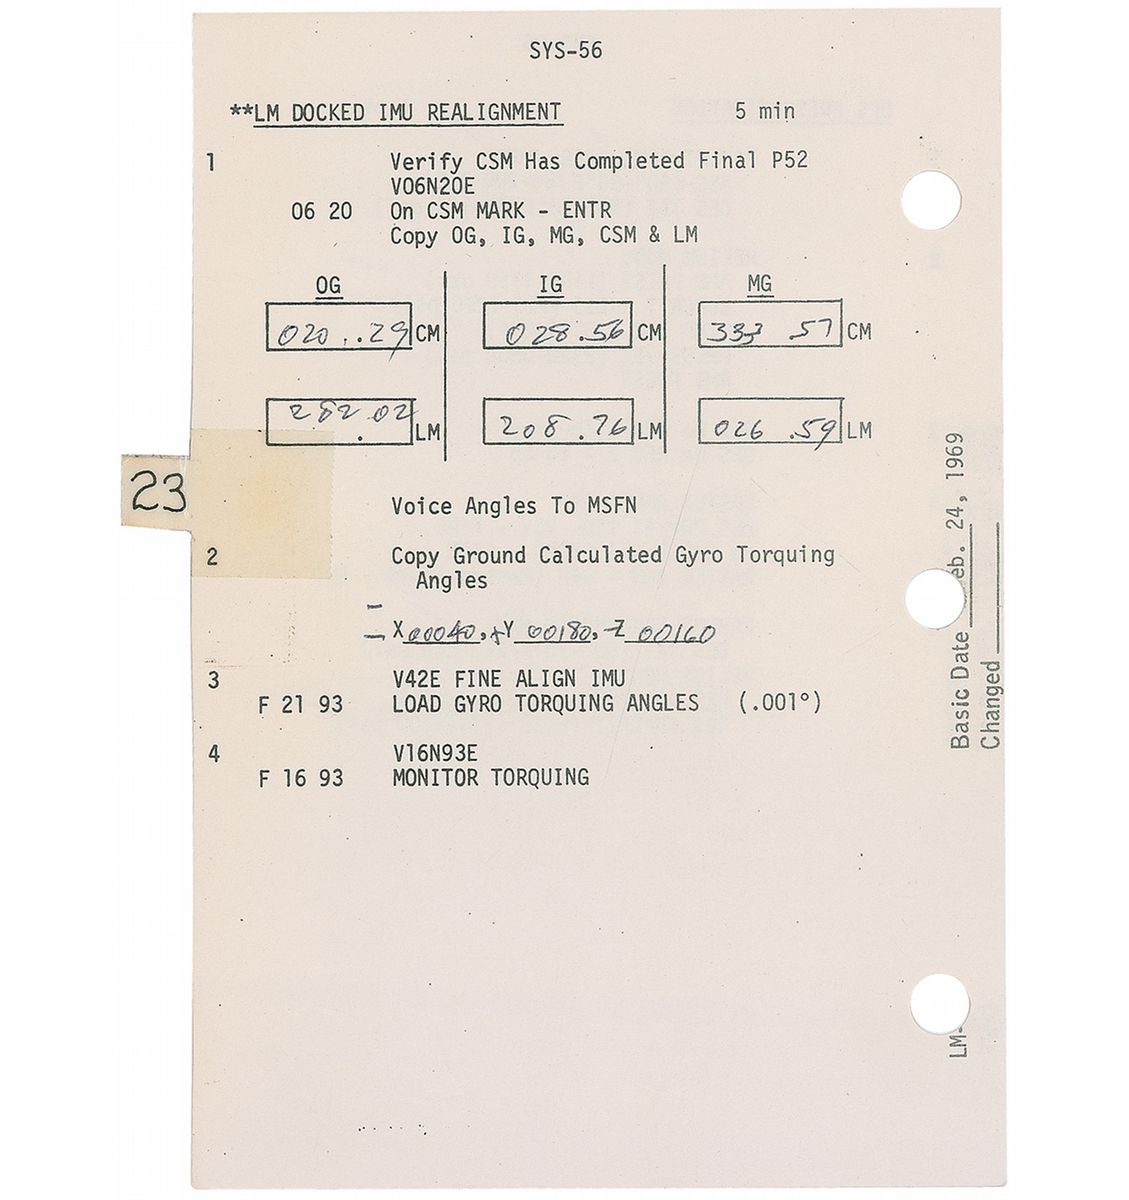 SYS-56
**LM DOCKED IMU REALIGNMENT 5 min
1 Verify CSM Has Completed Final P52
V06N20E
06 20 On CSM MARK - ENTR
Copy OG, IG, MG, CSM & LM
OG IG MG
020..29 CM 028.56 CM 333 57 CM
282 02 . LM 208.76 LM 026.59 LM
23
Voice Angles To MSFN
2 Copy Ground Calculated Gyro Torquing
Angles
X 00040, +Y 00180, -Z 00160
3 V42E FINE ALIGN IMU
F 21 93 LOAD GYRO TORQUING ANGLES (.001°)
4 V16N93E
F 16 93 MONITOR TORQUING
Basic Date eb. 24, 1969
Changed
LM-